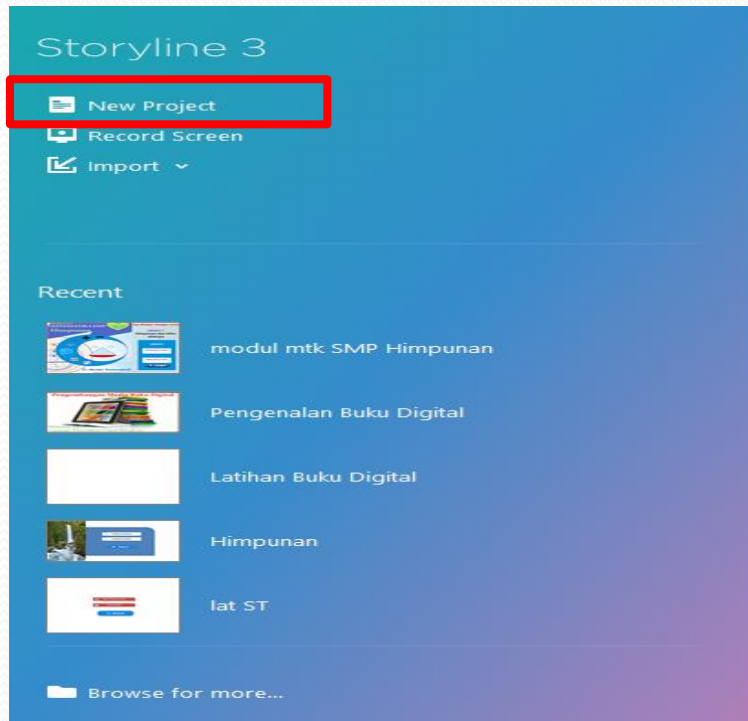 Storyline 3
New Project
Record Screen
Import
Recent
modul mtk SMP Himpunan
Pengenalan Buku Digital
Latihan Buku Digital
Himpunan
lat ST
Browse for more...